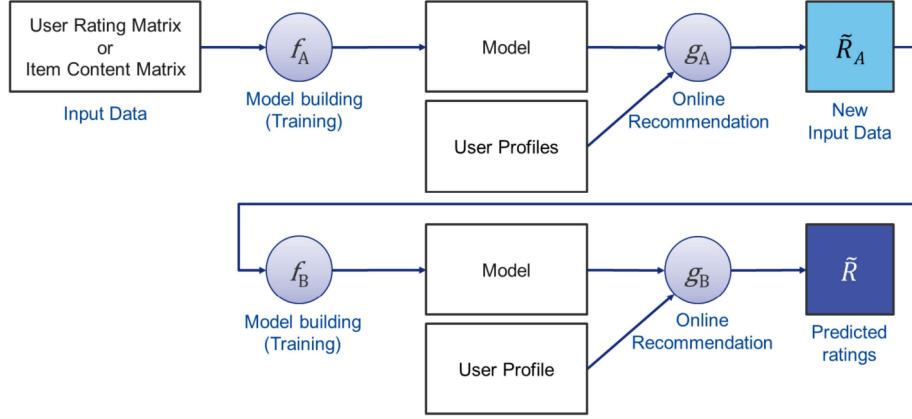 User Rating Matrix
or
Item Content Matrix
Input Data
f_A
Model building
(Training)
Model
User Profiles
g_A
Online
Recommendation
R̃_A
New
Input Data
f_B
Model building
(Training)
Model
User Profile
g_B
Online
Recommendation
R̃
Predicted
ratings